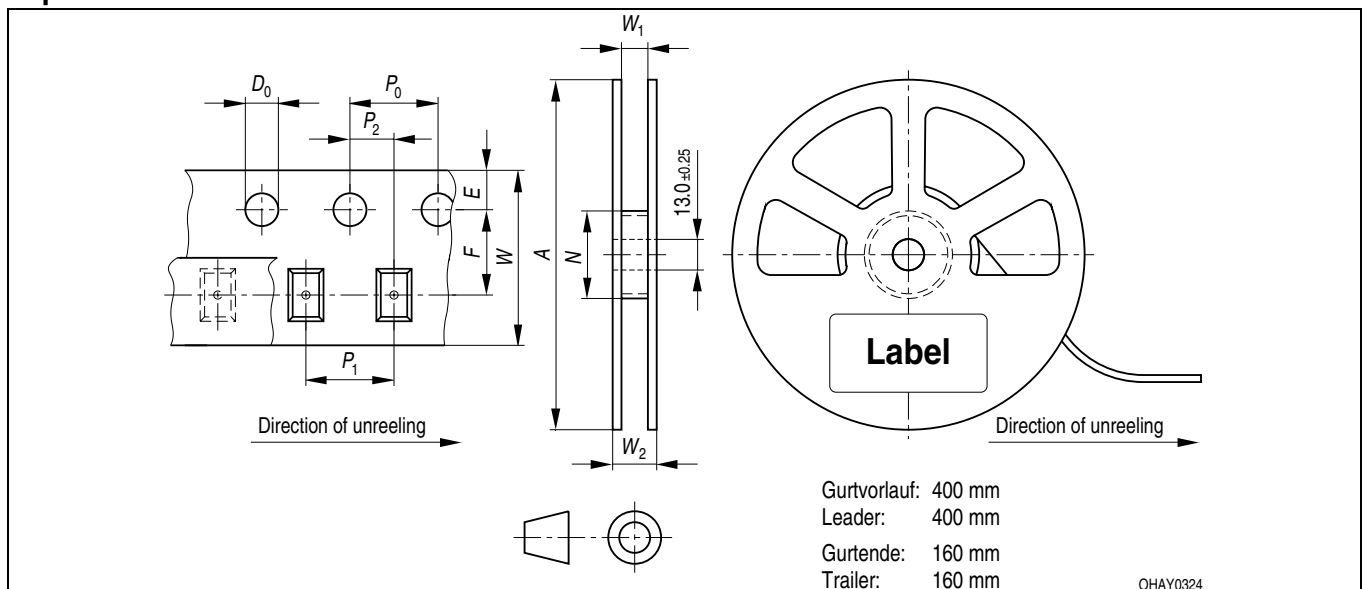 W1
D0
P0
P2
E
F
W
A
N
13.0 ±0.25
Label
P1
Direction of unreeling
W2
Direction of unreeling
Gurtvorlauf: 400 mm
Leader: 400 mm
Gurtende: 160 mm
Trailer: 160 mm
OHAY0324